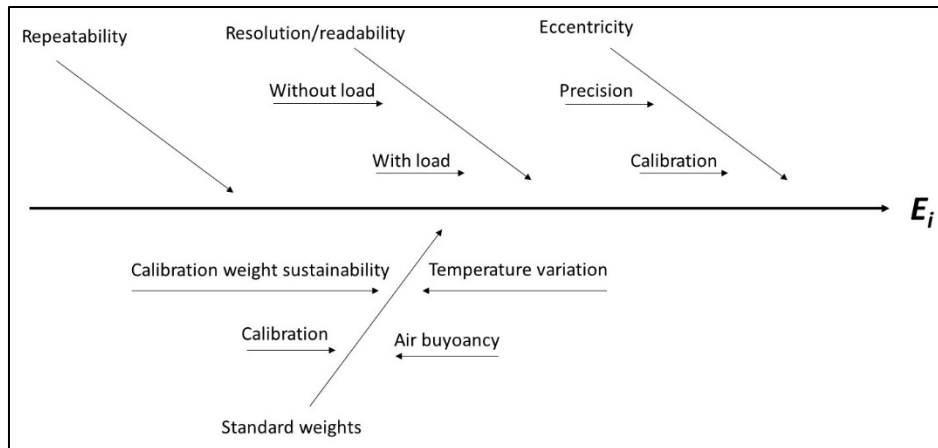 Repeatability
Resolution/readability
Eccentricity
Without load
Precision
With load
Calibration
E_i
Calibration weight sustainability
Temperature variation
Calibration
Air buyoancy
Standard weights